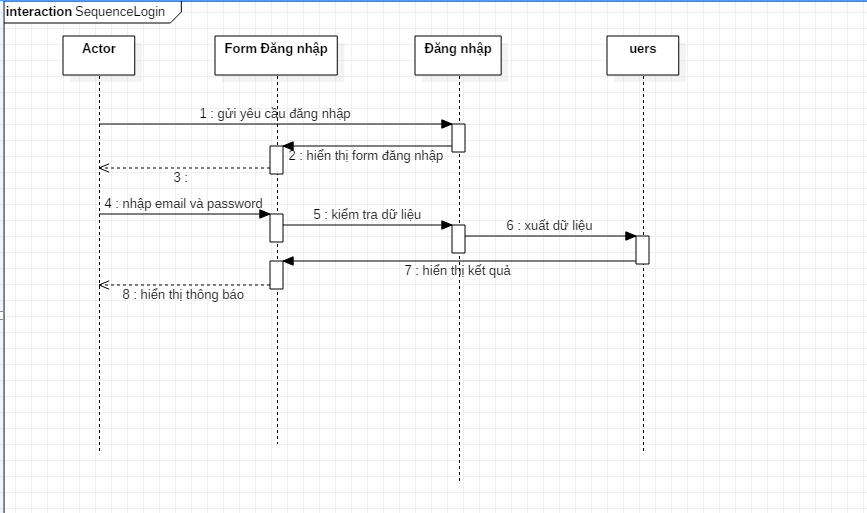 interaction SequenceLogin
Actor
Form Đăng nhập
Đăng nhập
uers
1 : gửi yêu cầu đăng nhập
2 : hiển thị form đăng nhập
3 :
4 : nhập email và password
5 : kiểm tra dữ liệu
6 : xuất dữ liệu
7 : hiển thị kết quả
8 : hiển thị thông báo